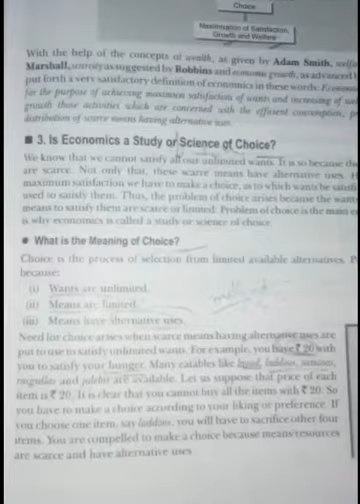 Choice
Maximisation of Satisfaction,
Growth and Welfare
With the help of the concepts of wealth, as given by Adam Smith, welfare
Marshall, scarcity as suggested by Robbins and economic growth, as advanced
put forth a very satisfactory definition of economics in these words: Economics
for the purpose of achieving maximum satisfaction of wants and increasing of
growth those activities which are concerned with the efficient consumption,
distribution of scarce means having alternative uses.
■ 3. Is Economics a Study or Science of Choice?
We know that we cannot satisfy all our unlimited wants. It is so because the
are scarce. Not only that, these scarce means have alternative uses.
maximum satisfaction we have to make a choice, as to which wants be satisfi
used to satisfy them. Thus, the problem of choice arises because the wants
means to satisfy them are scarce or limited. Problem of choice is the main
is why economics is called a study or science of choice.
● What is the Meaning of Choice?
Choice is the process of selection from limited available alternatives.
because:
(i) Wants are unlimited.
(ii) Means are limited.
(iii) Means have alternative uses.
Need for choice arises when scarce means having alternative uses are
put to use to satisfy unlimited wants. For example, you have ₹ 20 with
you to satisfy your hunger. Many eatables like bread, laddoos, samosas,
rasgullas and jalebis are available. Let us suppose that price of each
item is ₹ 20. It is clear that you cannot buy all the items with ₹ 20. So
you have to make a choice according to your liking or preference. If
you choose one item, say laddoos, you will have to sacrifice other four
items. You are compelled to make a choice because means/resources
are scarce and have alternative uses